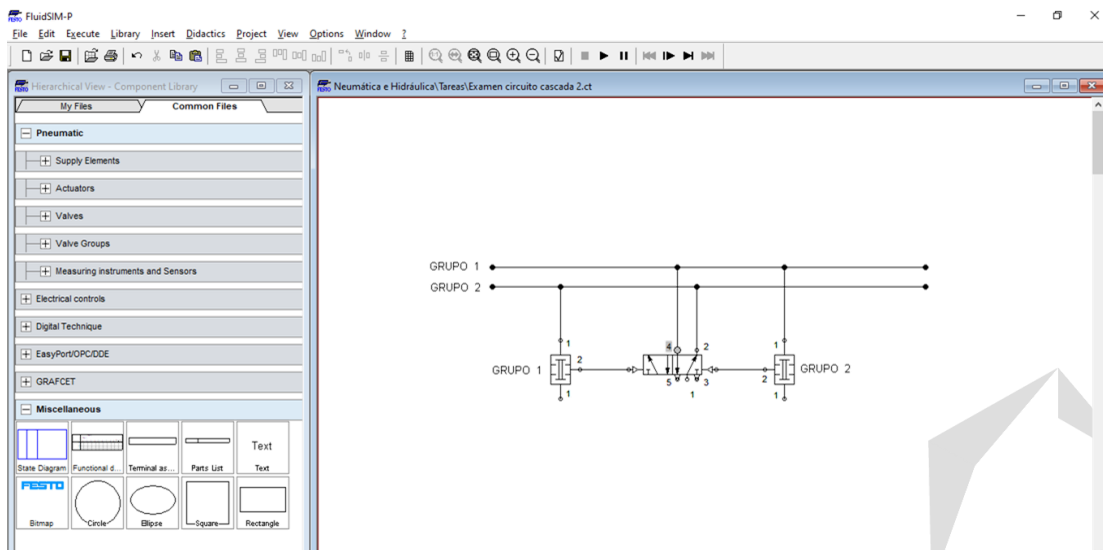 FluidSIM-P
File Edit Execute Library Insert Didactics Project View Options Window ?
Hierarchical View - Component Library
My Files Common Files
Pneumatic
Supply Elements
Actuators
Valves
Valve Groups
Measuring instruments and Sensors
Electrical controls
Digital Technique
EasyPort/OPC/DDE
GRAFCET
Miscellaneous
State Diagram Functional d... Terminal as... Parts List Text
Text
FESTO
Bitmap Circle Ellipse Square Rectangle
Neumática e Hidráulica\Tareas\Examen circuito cascada 2.ct
GRUPO 1
GRUPO 2
1 4 2 1
GRUPO 1 2 5 3 2 GRUPO 2
1 1 1